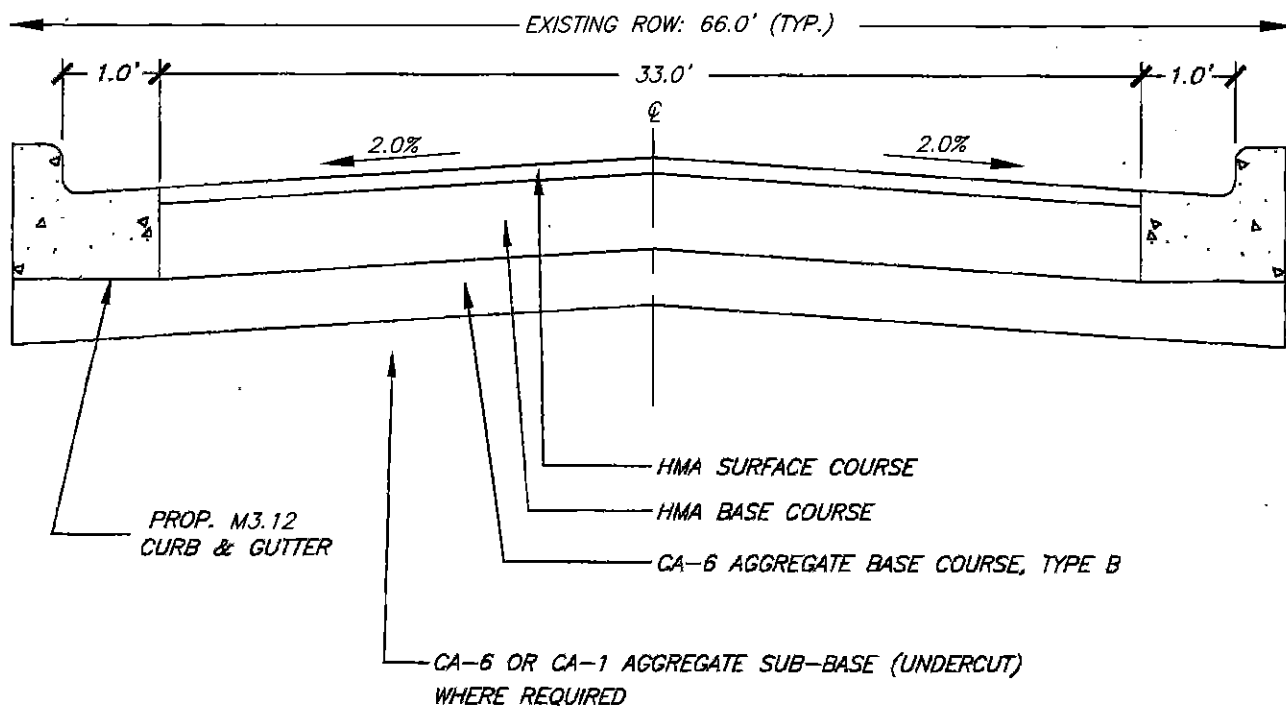 EXISTING ROW: 66.0' (TYP.)
1.0'
33.0'
1.0'
℄
2.0%
2.0%
HMA SURFACE COURSE
PROP. M3.12
CURB & GUTTER
HMA BASE COURSE
CA-6 AGGREGATE BASE COURSE, TYPE B
CA-6 OR CA-1 AGGREGATE SUB-BASE (UNDERCUT)
WHERE REQUIRED